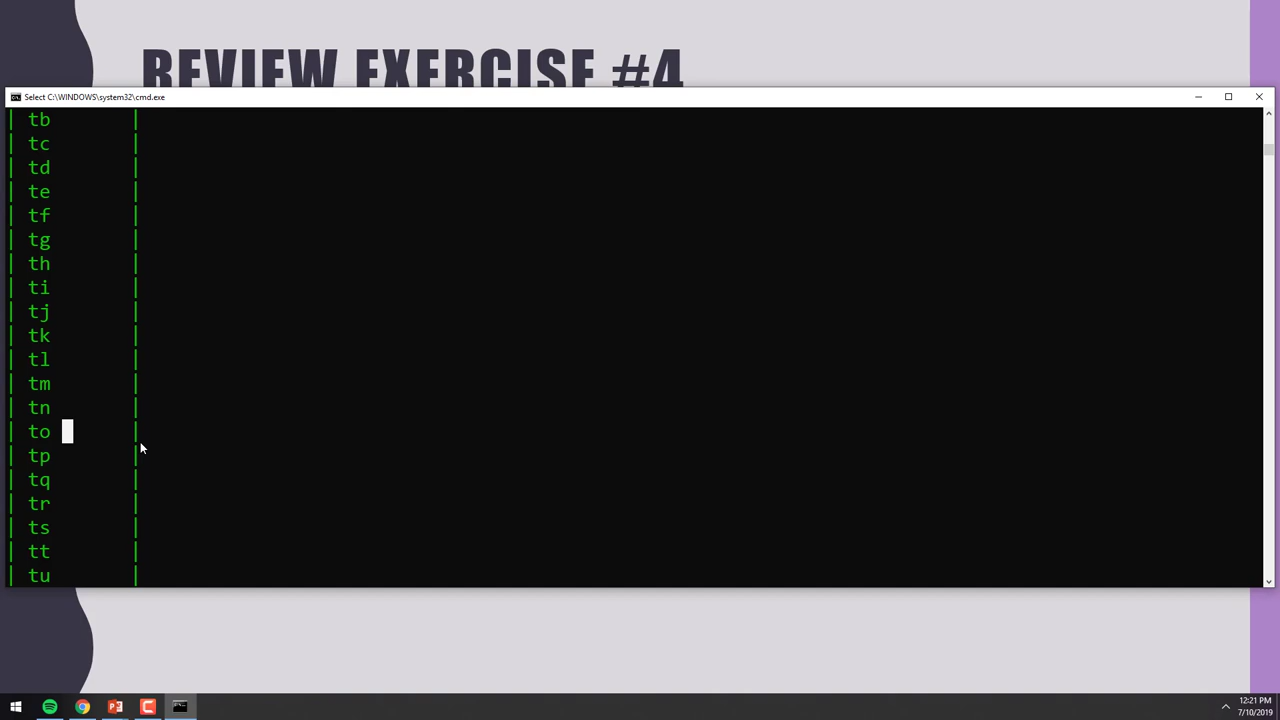 REVIEW EXERCISE #4
Select C:\WINDOWS\system32\cmd.exe
| tb |
| tc |
| td |
| te |
| tf |
| tg |
| th |
| ti |
| tj |
| tk |
| tl |
| tm |
| tn |
| to |
| tp |
| tq |
| tr |
| ts |
| tt |
| tu |
12:21 PM
7/10/2019